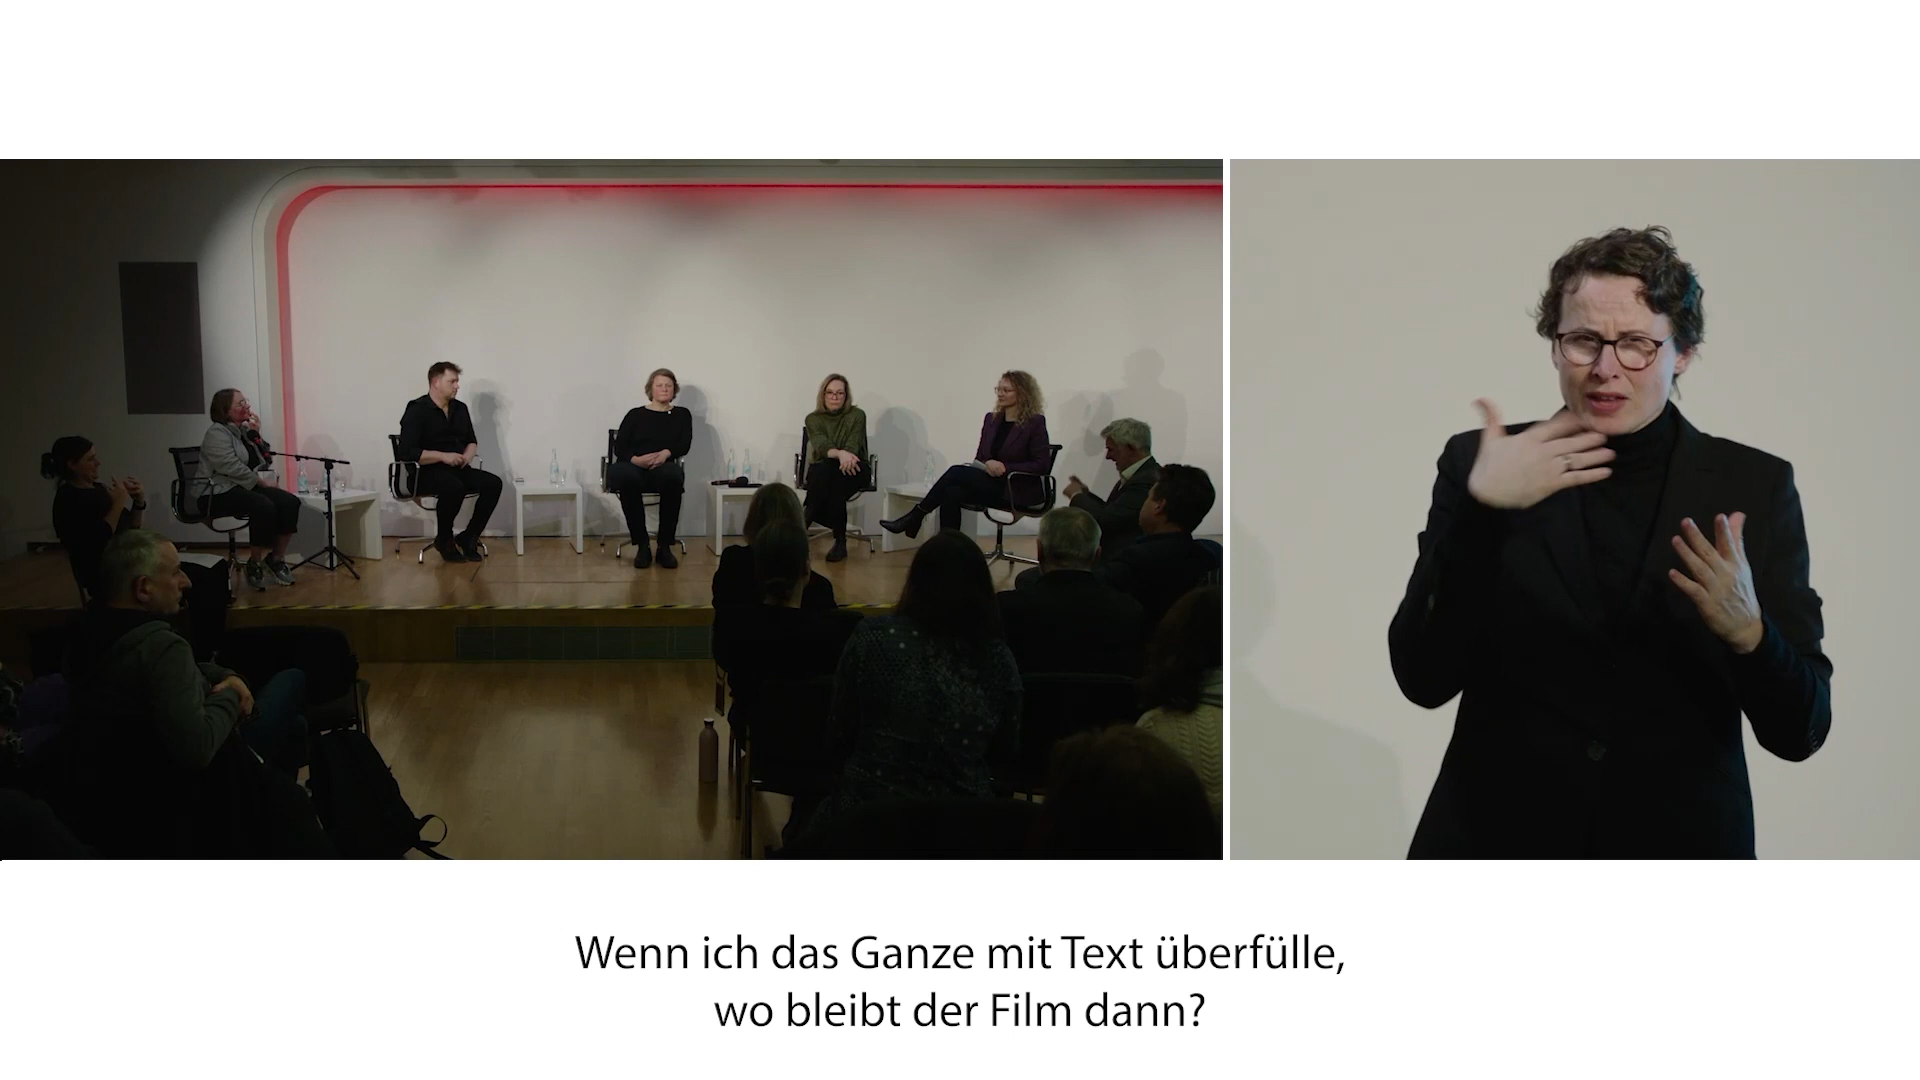 Wenn ich das Ganze mit Text überfülle,
wo bleibt der Film dann?